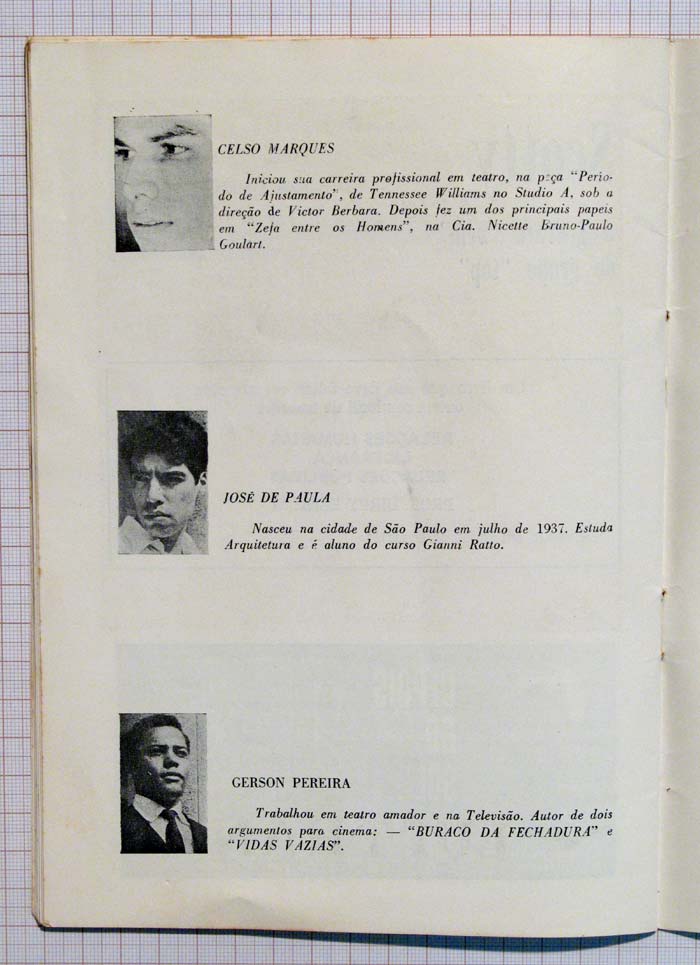 CELSO MARQUES
Iniciou sua carreira profissional em teatro, na peça "Perio-
do de Ajustamento", de Tennessee Williams no Studio A, sob a
direção de Victor Berbara. Depois fez um dos principais papeis
em "Zefa entre os Homens", na Cia. Nicette Bruno-Paulo
Goulart.
JOSÉ DE PAULA
Nasceu na cidade de São Paulo em julho de 1937. Estuda
Arquitetura e é aluno do curso Gianni Ratto.
GERSON PEREIRA
Trabalhou em teatro amador e na Televisão. Autor de dois
argumentos para cinema: — "BURACO DA FECHADURA" e
"VIDAS VAZIAS".